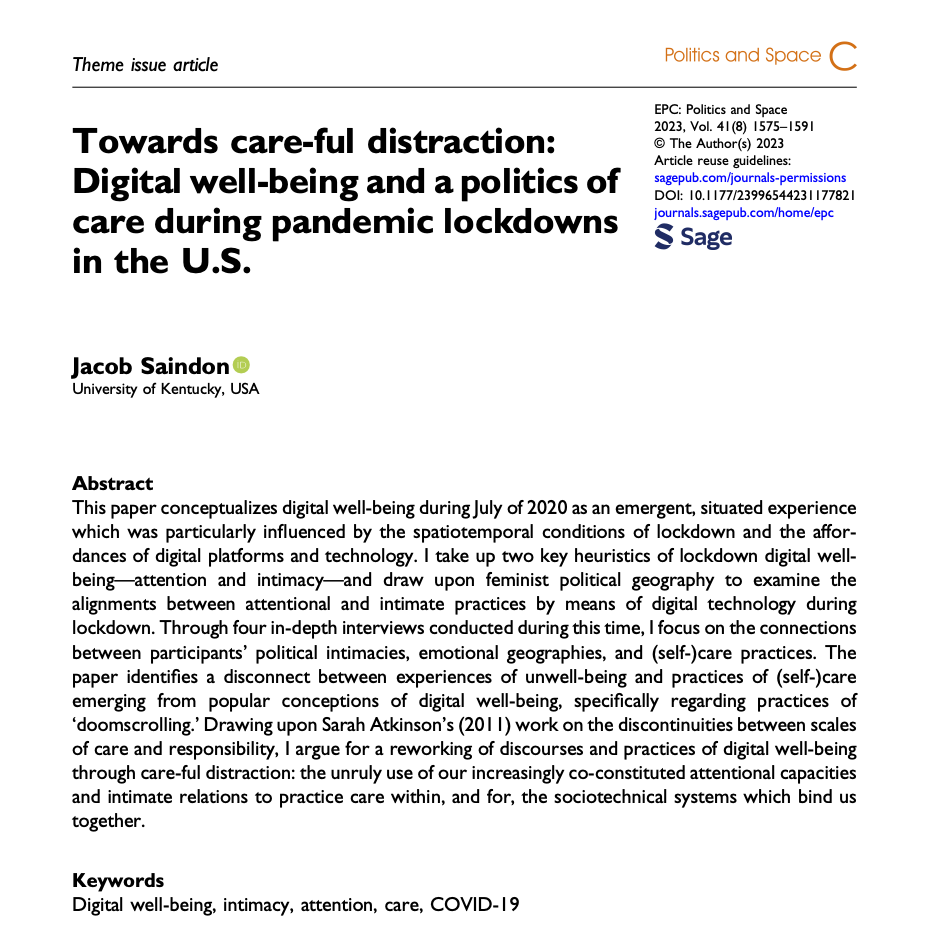 Theme issue article
Politics and Space C
EPC: Politics and Space
2023, Vol. 41(8) 1575–1591
© The Author(s) 2023
Article reuse guidelines:
sagepub.com/journals-permissions
DOI: 10.1177/23996544231177821
journals.sagepub.com/home/epc
Sage
Towards care-ful distraction:
Digital well-being and a politics of
care during pandemic lockdowns
in the U.S.
Jacob Saindon iD
University of Kentucky, USA
Abstract
This paper conceptualizes digital well-being during July of 2020 as an emergent, situated experience
which was particularly influenced by the spatiotemporal conditions of lockdown and the affor-
dances of digital platforms and technology. I take up two key heuristics of lockdown digital well-
being—attention and intimacy—and draw upon feminist political geography to examine the
alignments between attentional and intimate practices by means of digital technology during
lockdown. Through four in-depth interviews conducted during this time, I focus on the connections
between participants’ political intimacies, emotional geographies, and (self-)care practices. The
paper identifies a disconnect between experiences of unwell-being and practices of (self-)care
emerging from popular conceptions of digital well-being, specifically regarding practices of
‘doomscrolling.’ Drawing upon Sarah Atkinson’s (2011) work on the discontinuities between scales
of care and responsibility, I argue for a reworking of discourses and practices of digital well-being
through care-ful distraction: the unruly use of our increasingly co-constituted attentional capacities
and intimate relations to practice care within, and for, the sociotechnical systems which bind us
together.
Keywords
Digital well-being, intimacy, attention, care, COVID-19